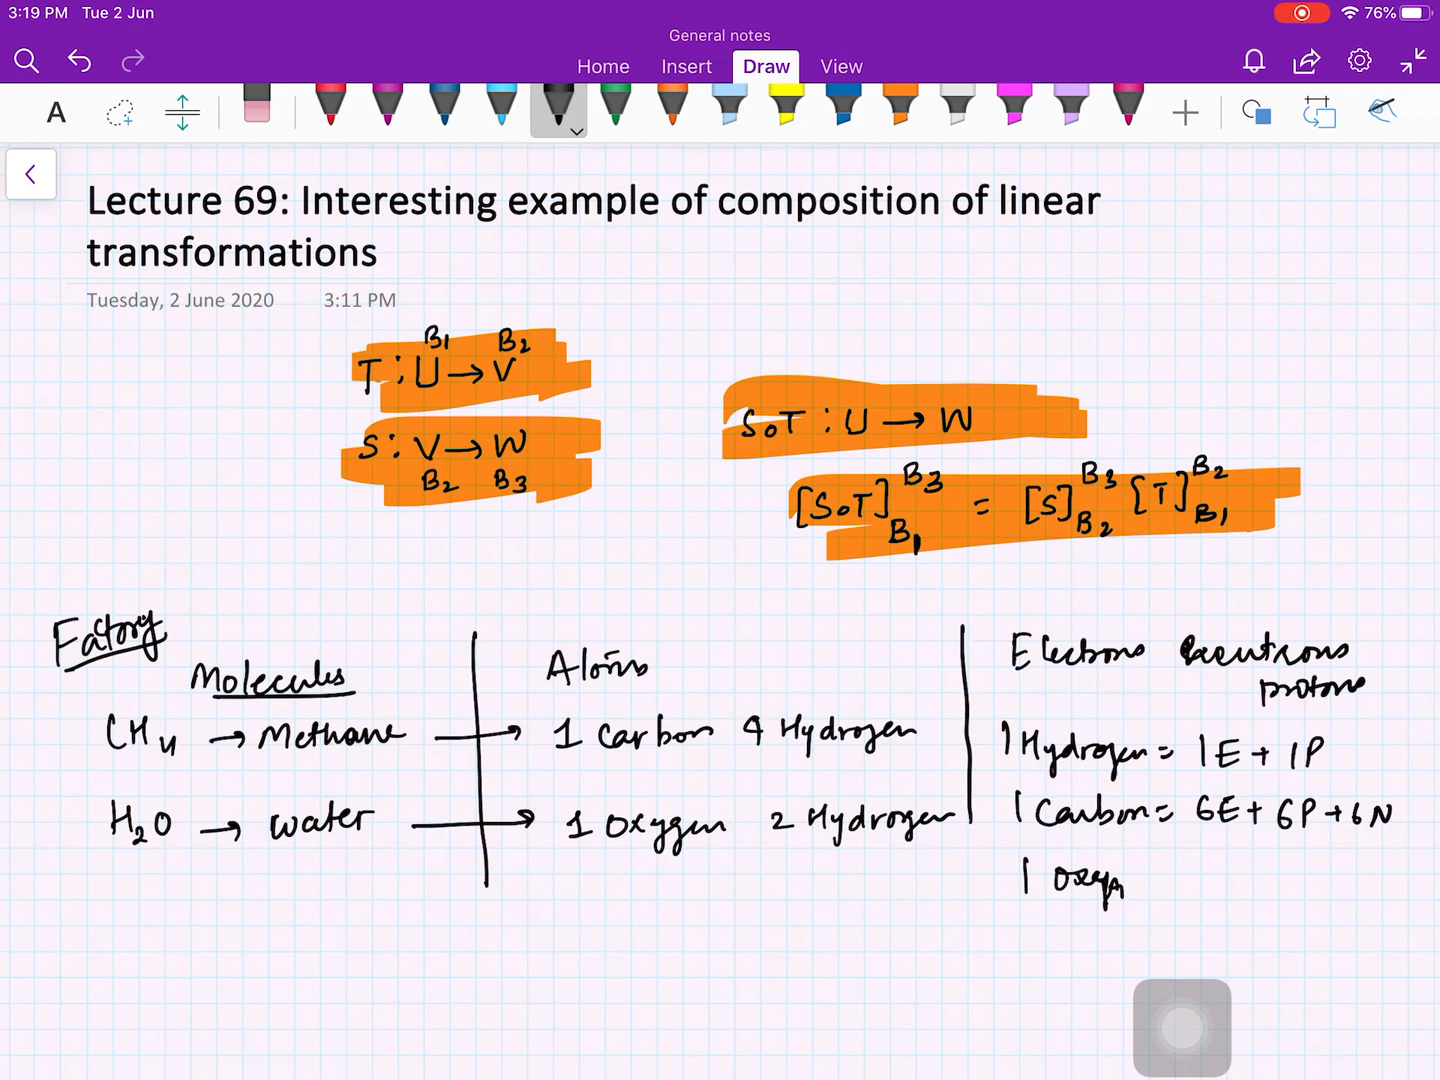 3:19 PM Tue 2 Jun
76%
General notes
Home Insert Draw View
A
Lecture 69: Interesting example of composition of linear
transformations
Tuesday, 2 June 2020 3:11 PM
B1 B2
T : U → V
S : V → W
B2 B3
SoT : U → W
[SoT]B1^B3 = [S]B2^B3 [T]B1^B2
Factory
Molecules
Atoms
Electrons neutrons
protons
CH4 → Methane → 1 Carbon 4 Hydrogen
1 Hydrogen = 1E + 1P
H2O → water → 1 Oxygen 2 Hydrogen
1 Carbon = 6E + 6P + 6N
1 Oxy